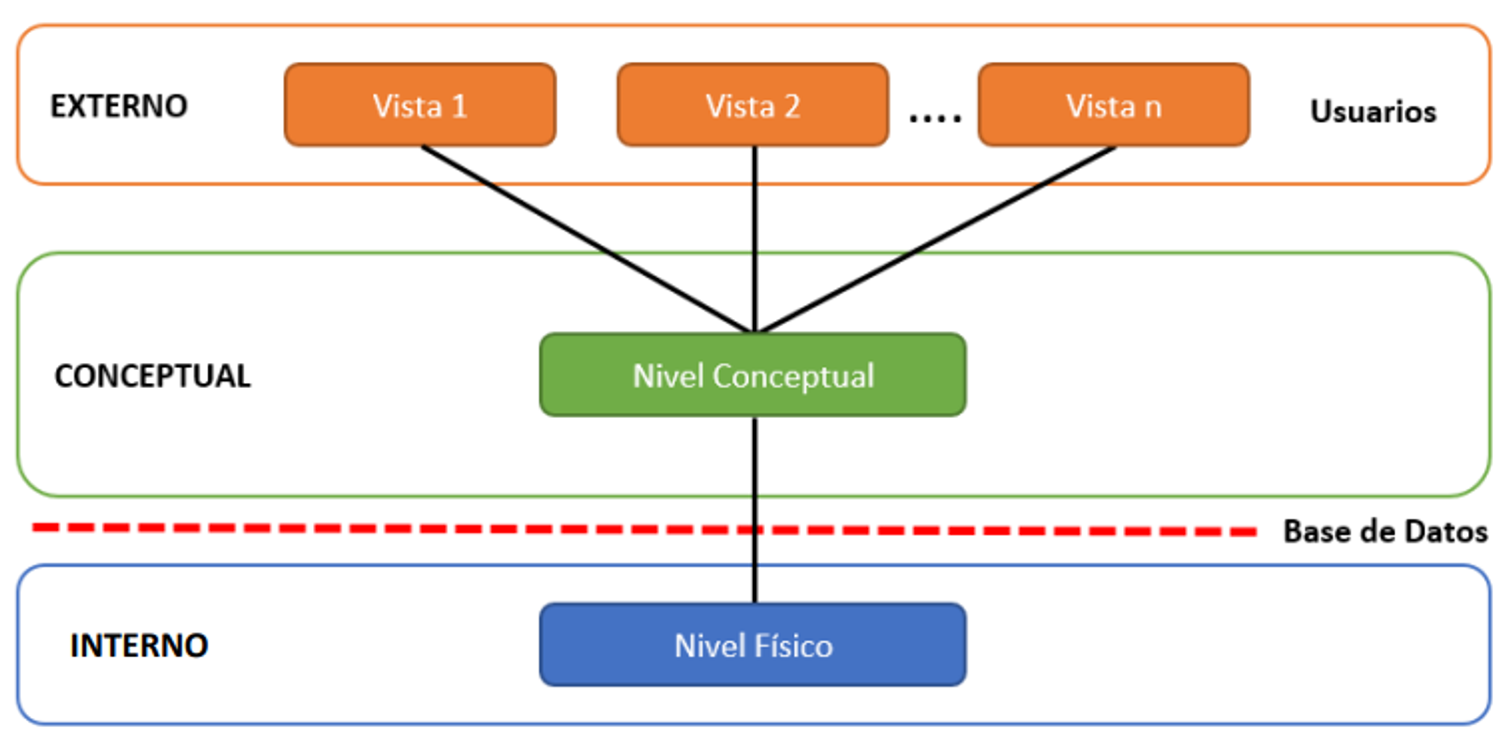 EXTERNO
Vista 1
Vista 2
....
Vista n
Usuarios
CONCEPTUAL
Nivel Conceptual
Base de Datos
INTERNO
Nivel Físico